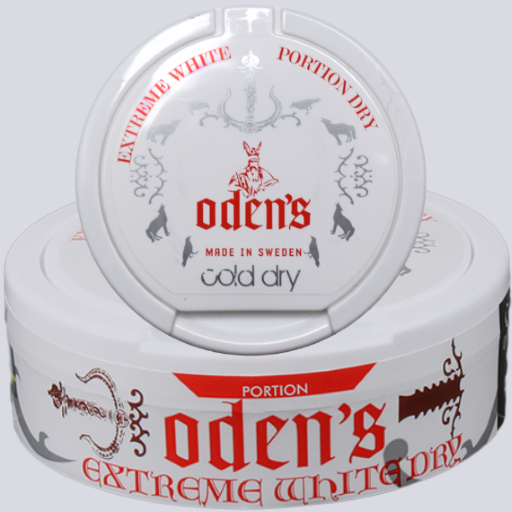 EXTREME WHITE PORTION DRY
oden's
MADE IN SWEDEN
cold dry
PORTION
oden's
EXTREME WHITE DRY